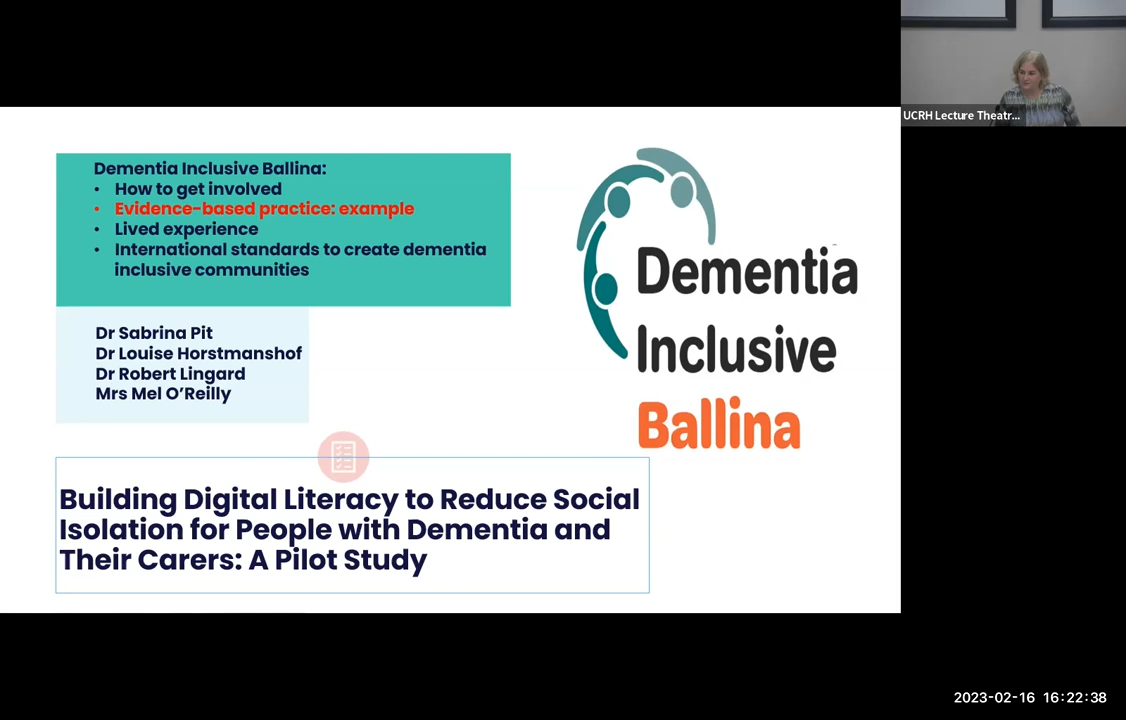 UCRH Lecture Theatr...
Dementia Inclusive Ballina:
• How to get involved
• Evidence-based practice: example
• Lived experience
• International standards to create dementia
inclusive communities
Dr Sabrina Pit
Dr Louise Horstmanshof
Dr Robert Lingard
Mrs Mel O'Reilly
Dementia
Inclusive
Ballina
Building Digital Literacy to Reduce Social
Isolation for People with Dementia and
Their Carers: A Pilot Study
2023-02-16 16:22:38